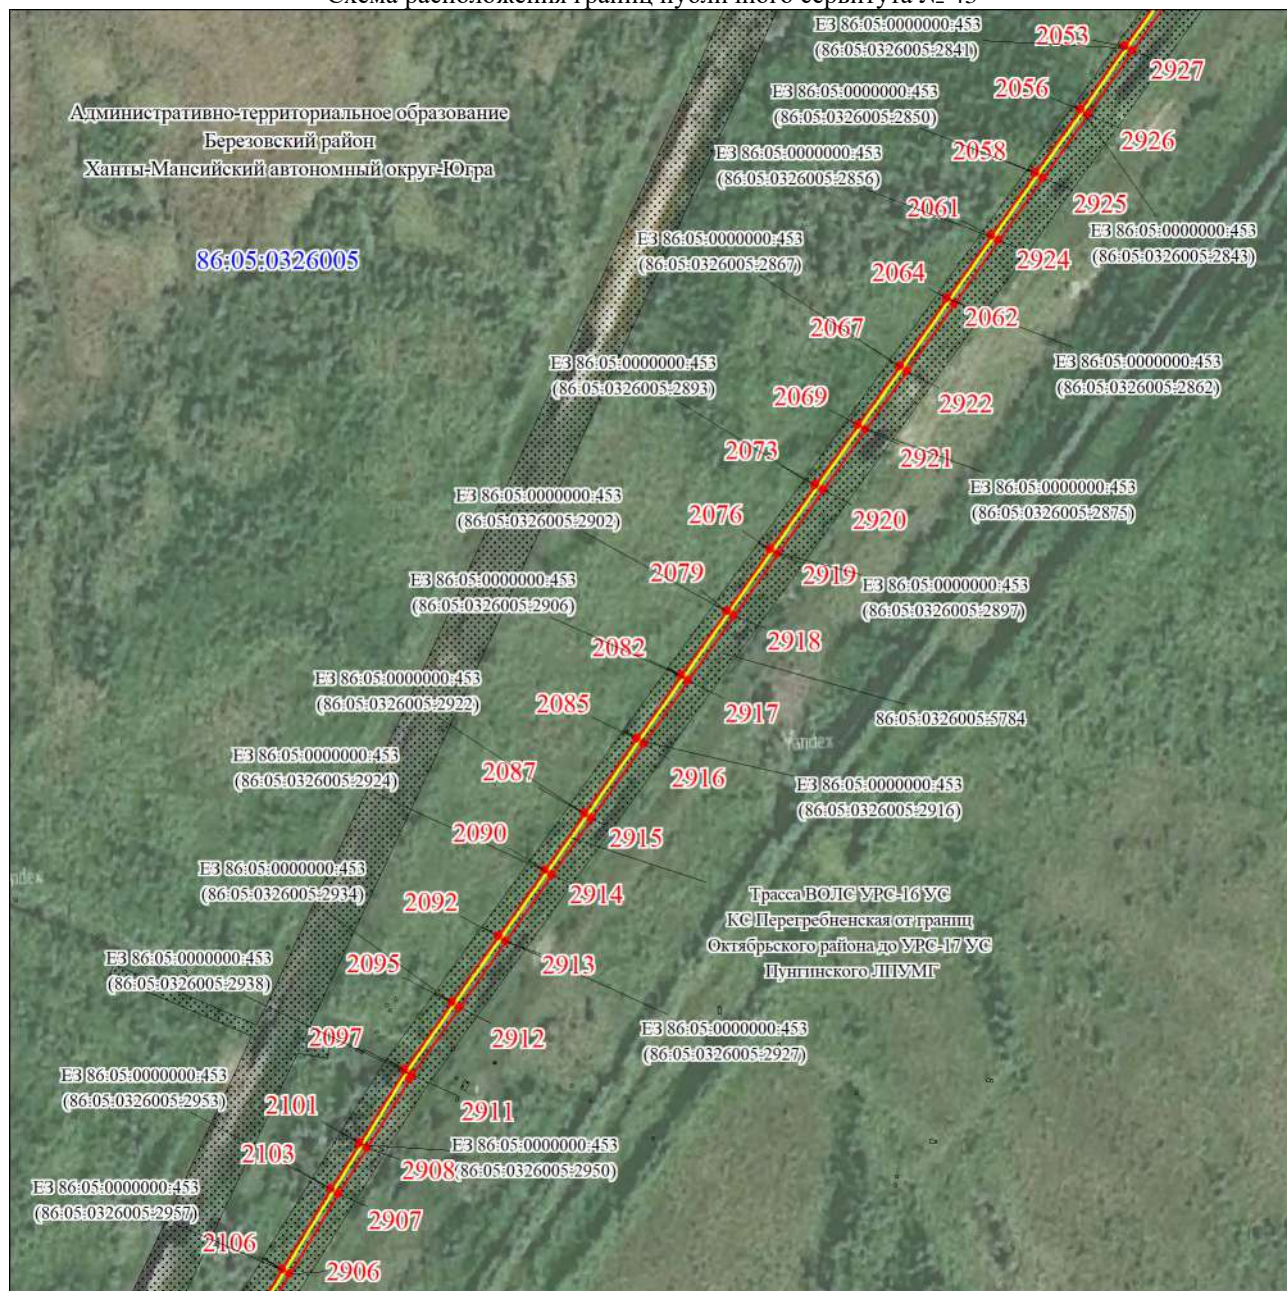 Схема расположения границ публичного сервитута № 43
ЕЗ 86:05:0000000:453
(86:05:0326005:2841)
2053
2927
ЕЗ 86:05:0000000:453
(86:05:0326005:2850)
2056
2926
Административно-территориальное образование
Березовский район
Ханты-Мансийский автономный округ-Югра
ЕЗ 86:05:0000000:453
(86:05:0326005:2856)
2058
2925
2061
ЕЗ 86:05:0000000:453
(86:05:0326005:2843)
86:05:0326005
ЕЗ 86:05:0000000:453
(86:05:0326005:2867)
2924
2064
2062
2067
ЕЗ 86:05:0000000:453
(86:05:0326005:2862)
ЕЗ 86:05:0000000:453
(86:05:0326005:2893)
2069
2922
2073
2921
ЕЗ 86:05:0000000:453
(86:05:0326005:2875)
ЕЗ 86:05:0000000:453
(86:05:0326005:2902)
2076
2920
2079
2919
ЕЗ 86:05:0000000:453
(86:05:0326005:2897)
ЕЗ 86:05:0000000:453
(86:05:0326005:2906)
2082
2918
ЕЗ 86:05:0000000:453
(86:05:0326005:2922)
2085
2917
86:05:0326005:5784
Yandex
ЕЗ 86:05:0000000:453
(86:05:0326005:2924)
2087
2916
ЕЗ 86:05:0000000:453
(86:05:0326005:2916)
2090
2915
ЕЗ 86:05:0000000:453
(86:05:0326005:2934)
2092
2914
Трасса ВОЛС УРС-16 УС
КС Перегребненская от границ
Октябрьского района до УРС-17 УС
Пунгинского ЛПУМГ
ndex
ЕЗ 86:05:0000000:453
(86:05:0326005:2938)
2095
2913
2097
2912
ЕЗ 86:05:0000000:453
(86:05:0326005:2927)
ЕЗ 86:05:0000000:453
(86:05:0326005:2953)
2101
2911
2103
2908
ЕЗ 86:05:0000000:453
(86:05:0326005:2950)
ЕЗ 86:05:0000000:453
(86:05:0326005:2957)
2907
2106
2906